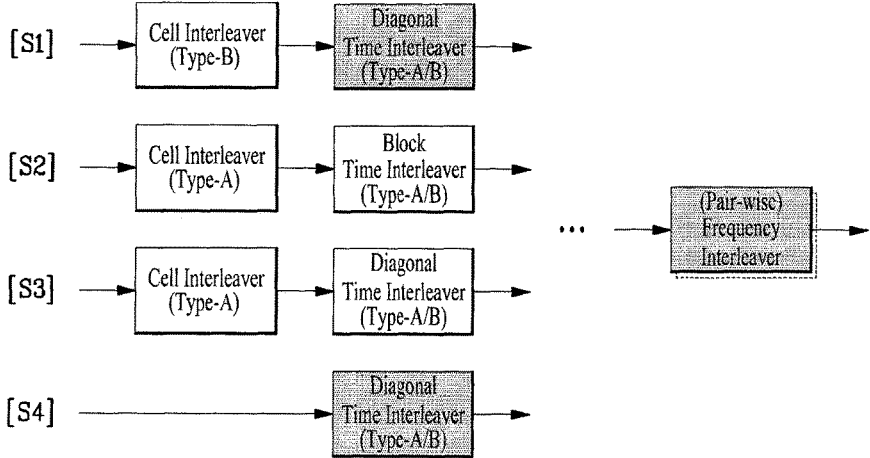 [S1]
Cell Interleaver
(Type-B)
Diagonal
Time Interleaver
(Type-A/B)
[S2]
Cell Interleaver
(Type-A)
Block
Time Interleaver
(Type-A/B)
...
(Pair-wise)
Frequency
Interleaver
[S3]
Cell Interleaver
(Type-A)
Diagonal
Time Interleaver
(Type-A/B)
[S4]
Diagonal
Time Interleaver
(Type-A/B)